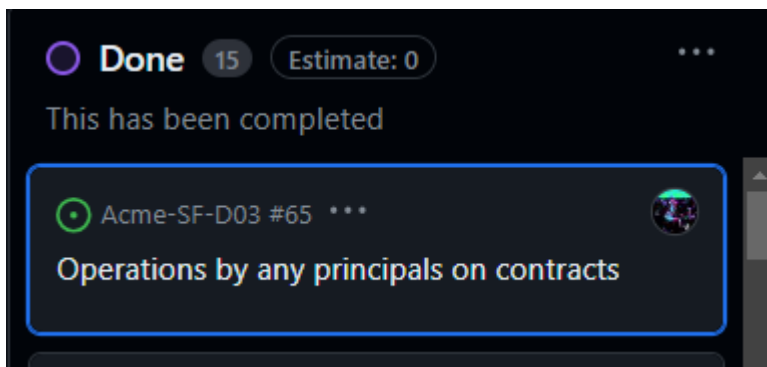 Done 15 Estimate: 0
This has been completed
Acme-SF-D03 #65
Operations by any principals on contracts